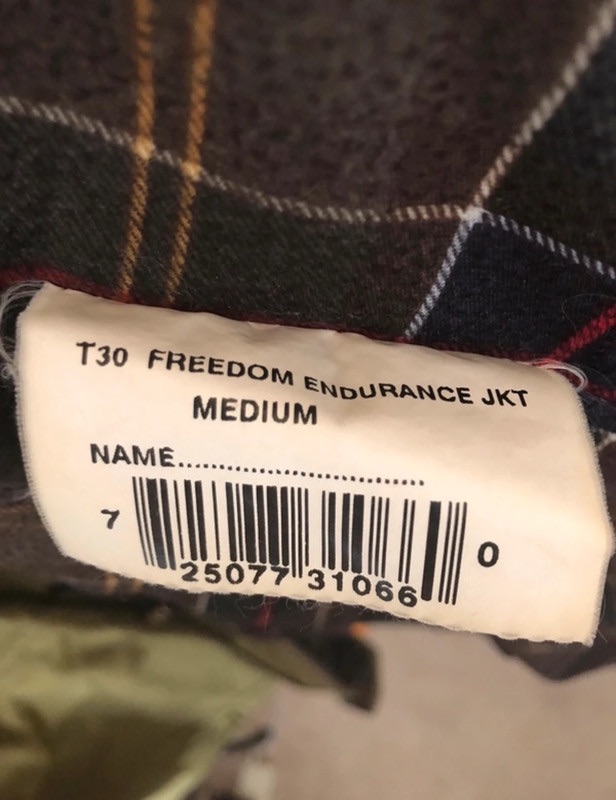 T30 FREEDOM ENDURANCE JKT
MEDIUM
NAME..............................
7 25077 31066 0